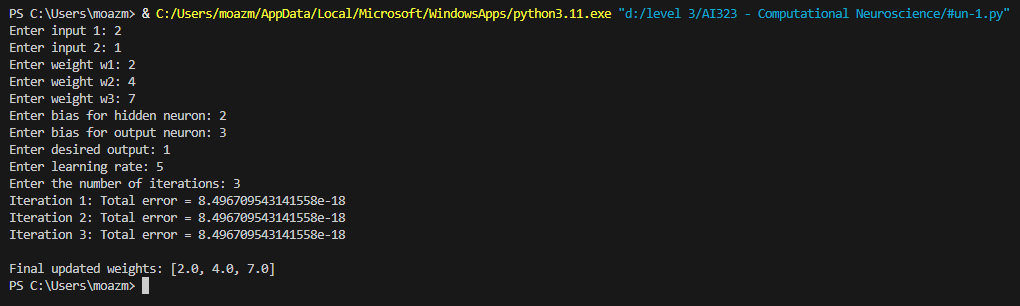 PS C:\Users\moazm> & C:/Users/moazm/AppData/Local/Microsoft/WindowsApps/python3.11.exe "d:/level 3/AI323 - Computational Neuroscience/#un-1.py"
Enter input 1: 2
Enter input 2: 1
Enter weight w1: 2
Enter weight w2: 4
Enter weight w3: 7
Enter bias for hidden neuron: 2
Enter bias for output neuron: 3
Enter desired output: 1
Enter learning rate: 5
Enter the number of iterations: 3
Iteration 1: Total error = 8.496709543141558e-18
Iteration 2: Total error = 8.496709543141558e-18
Iteration 3: Total error = 8.496709543141558e-18
Final updated weights: [2.0, 4.0, 7.0]
PS C:\Users\moazm>